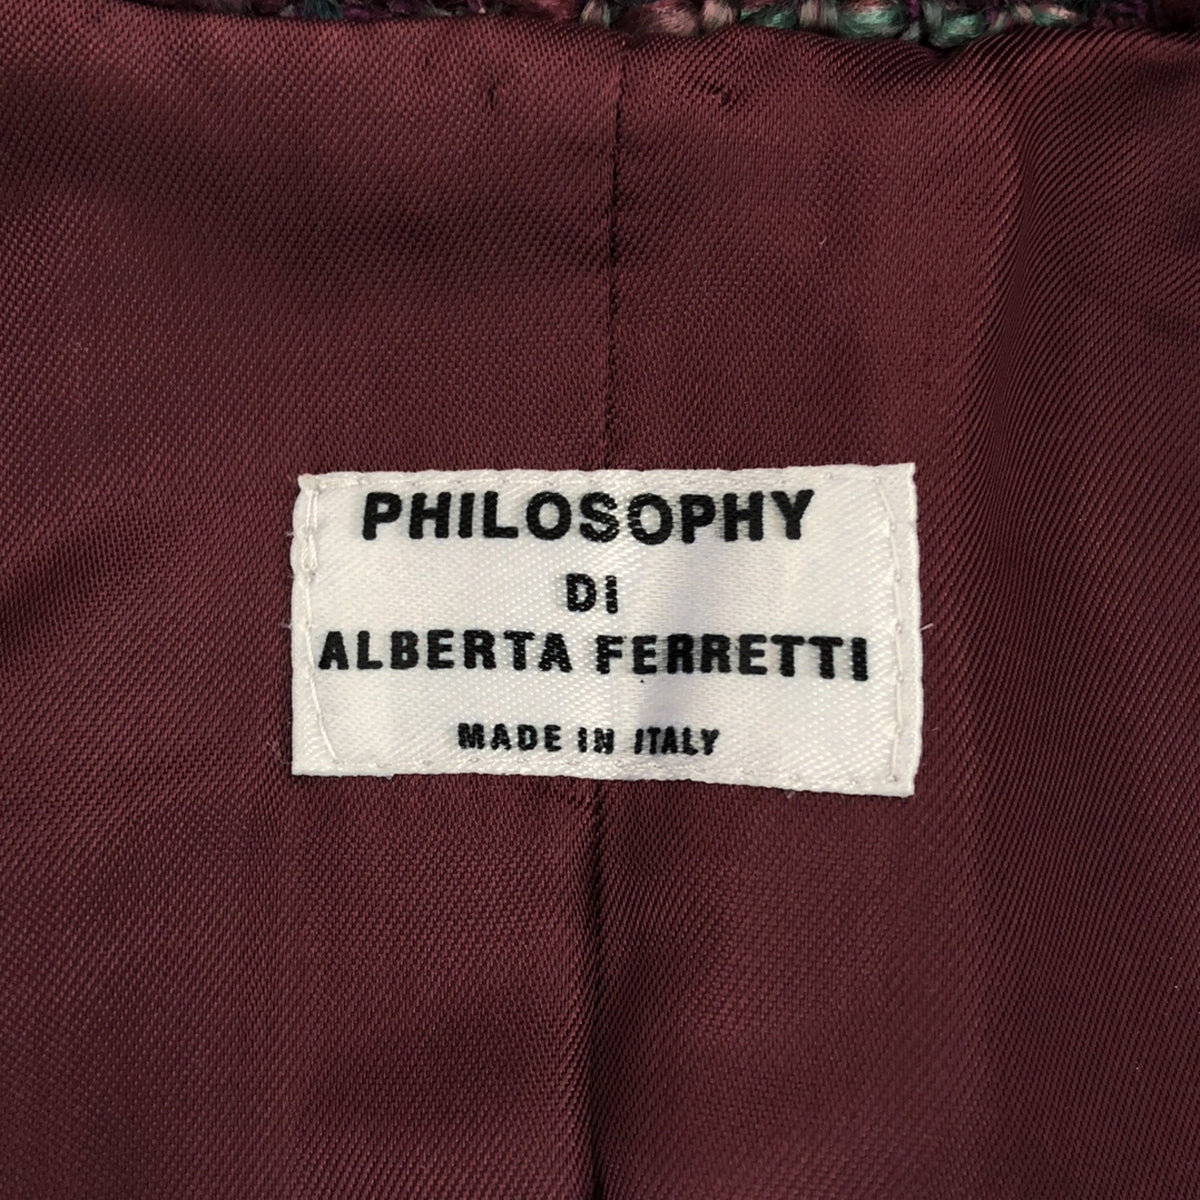 PHILOSOPHY
DI
ALBERTA FERRETTI
MADE IN ITALY